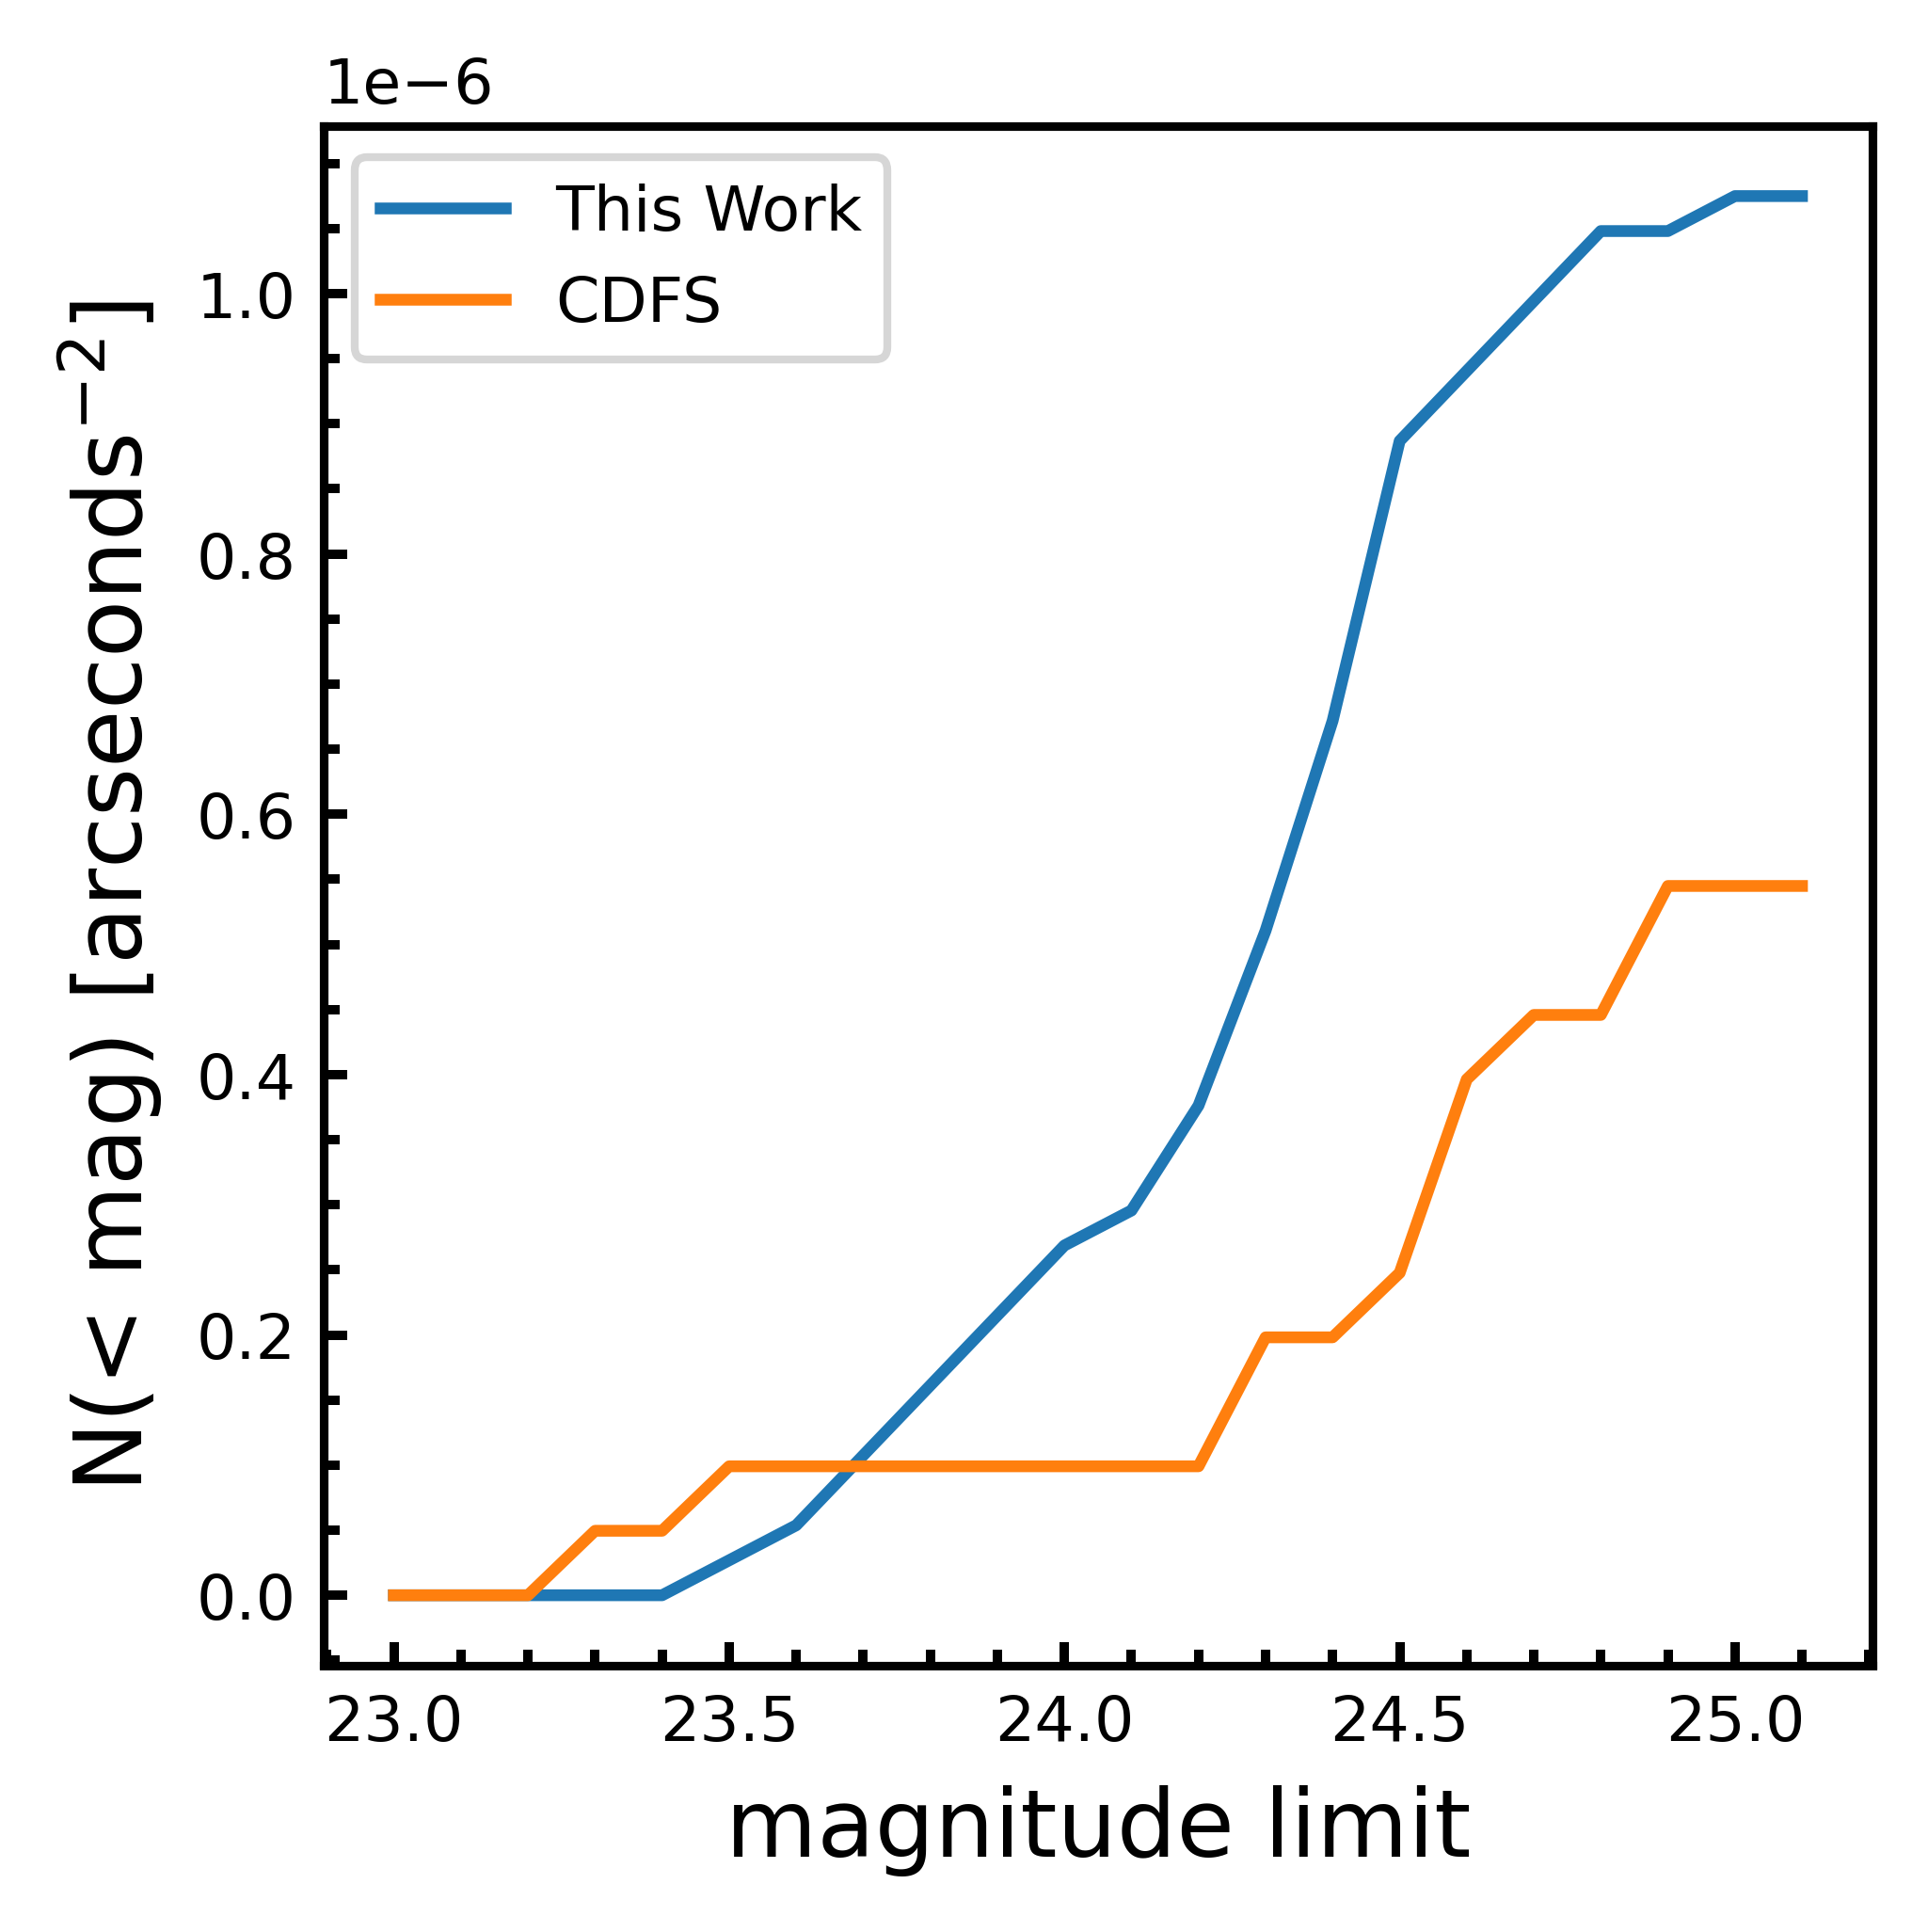 1e−6
This Work
CDFS
N(< mag) [arcseconds⁻²]
1.0
0.8
0.6
0.4
0.2
0.0
23.0 23.5 24.0 24.5 25.0
magnitude limit